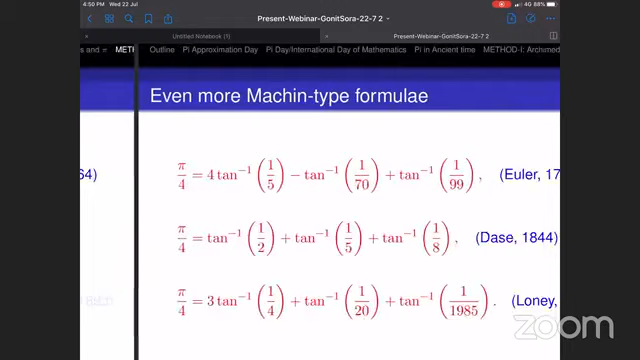 4:50 PM Wed 22 Jul
Present-Webinar-GonitSora-22-7 2
4G 88%
Untitled Notebook (1)
Present-Webinar-GonitSora-22-7 2
s and π METH Outline Pi Approximation Day Pi Day/International Day of Mathematics Pi in Ancient time METHOD-I: Archimed
Even more Machin-type formulae
64)
π/4 = 4 tan⁻¹ (1/5) − tan⁻¹ (1/70) + tan⁻¹ (1/99), (Euler, 17
π/4 = tan⁻¹ (1/2) + tan⁻¹ (1/5) + tan⁻¹ (1/8), (Dase, 1844)
π/4 = 3 tan⁻¹ (1/4) + tan⁻¹ (1/20) + tan⁻¹ (1/1985). (Loney,
zoom